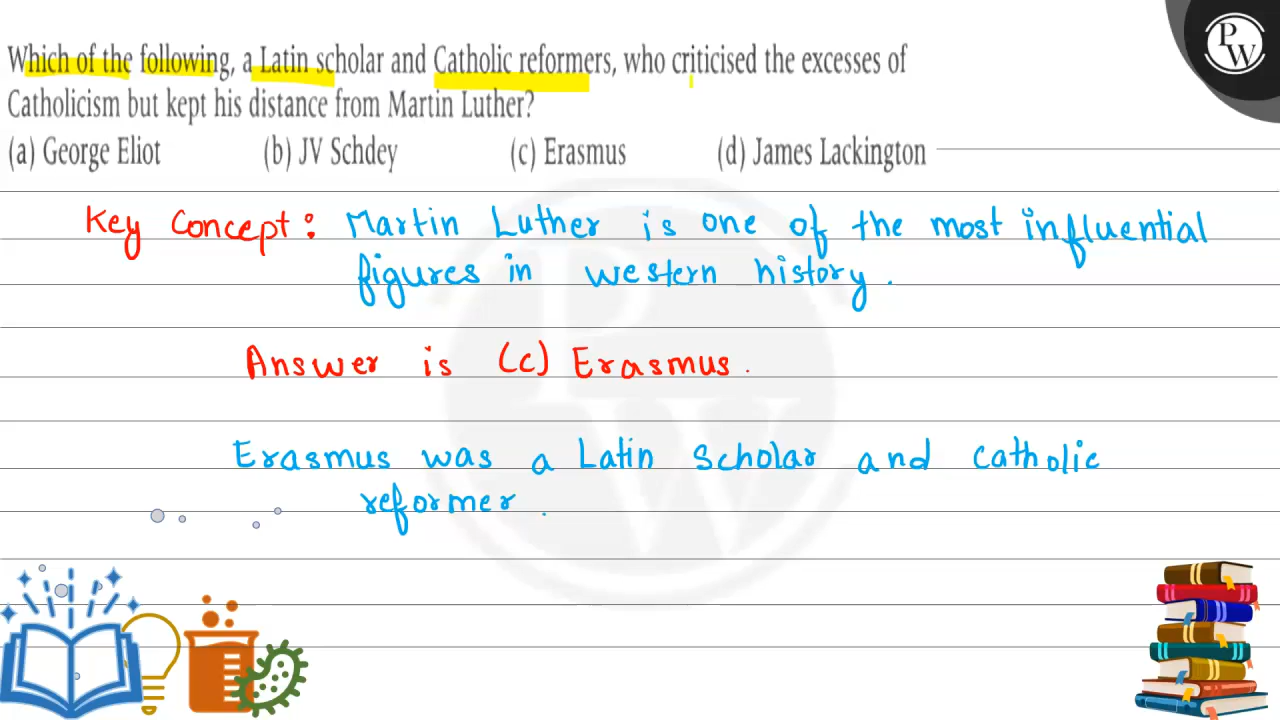 Which of the following, a Latin scholar and Catholic reformers, who criticised the excesses of
Catholicism but kept his distance from Martin Luther?
(a) George Eliot (b) JV Schdey (c) Erasmus (d) James Lackington
Key Concept: Martin Luther is one of the most influential
figures in western history.
Answer is (c) Erasmus.
Erasmus was a Latin scholar and catholic
reformer.
PW
PW